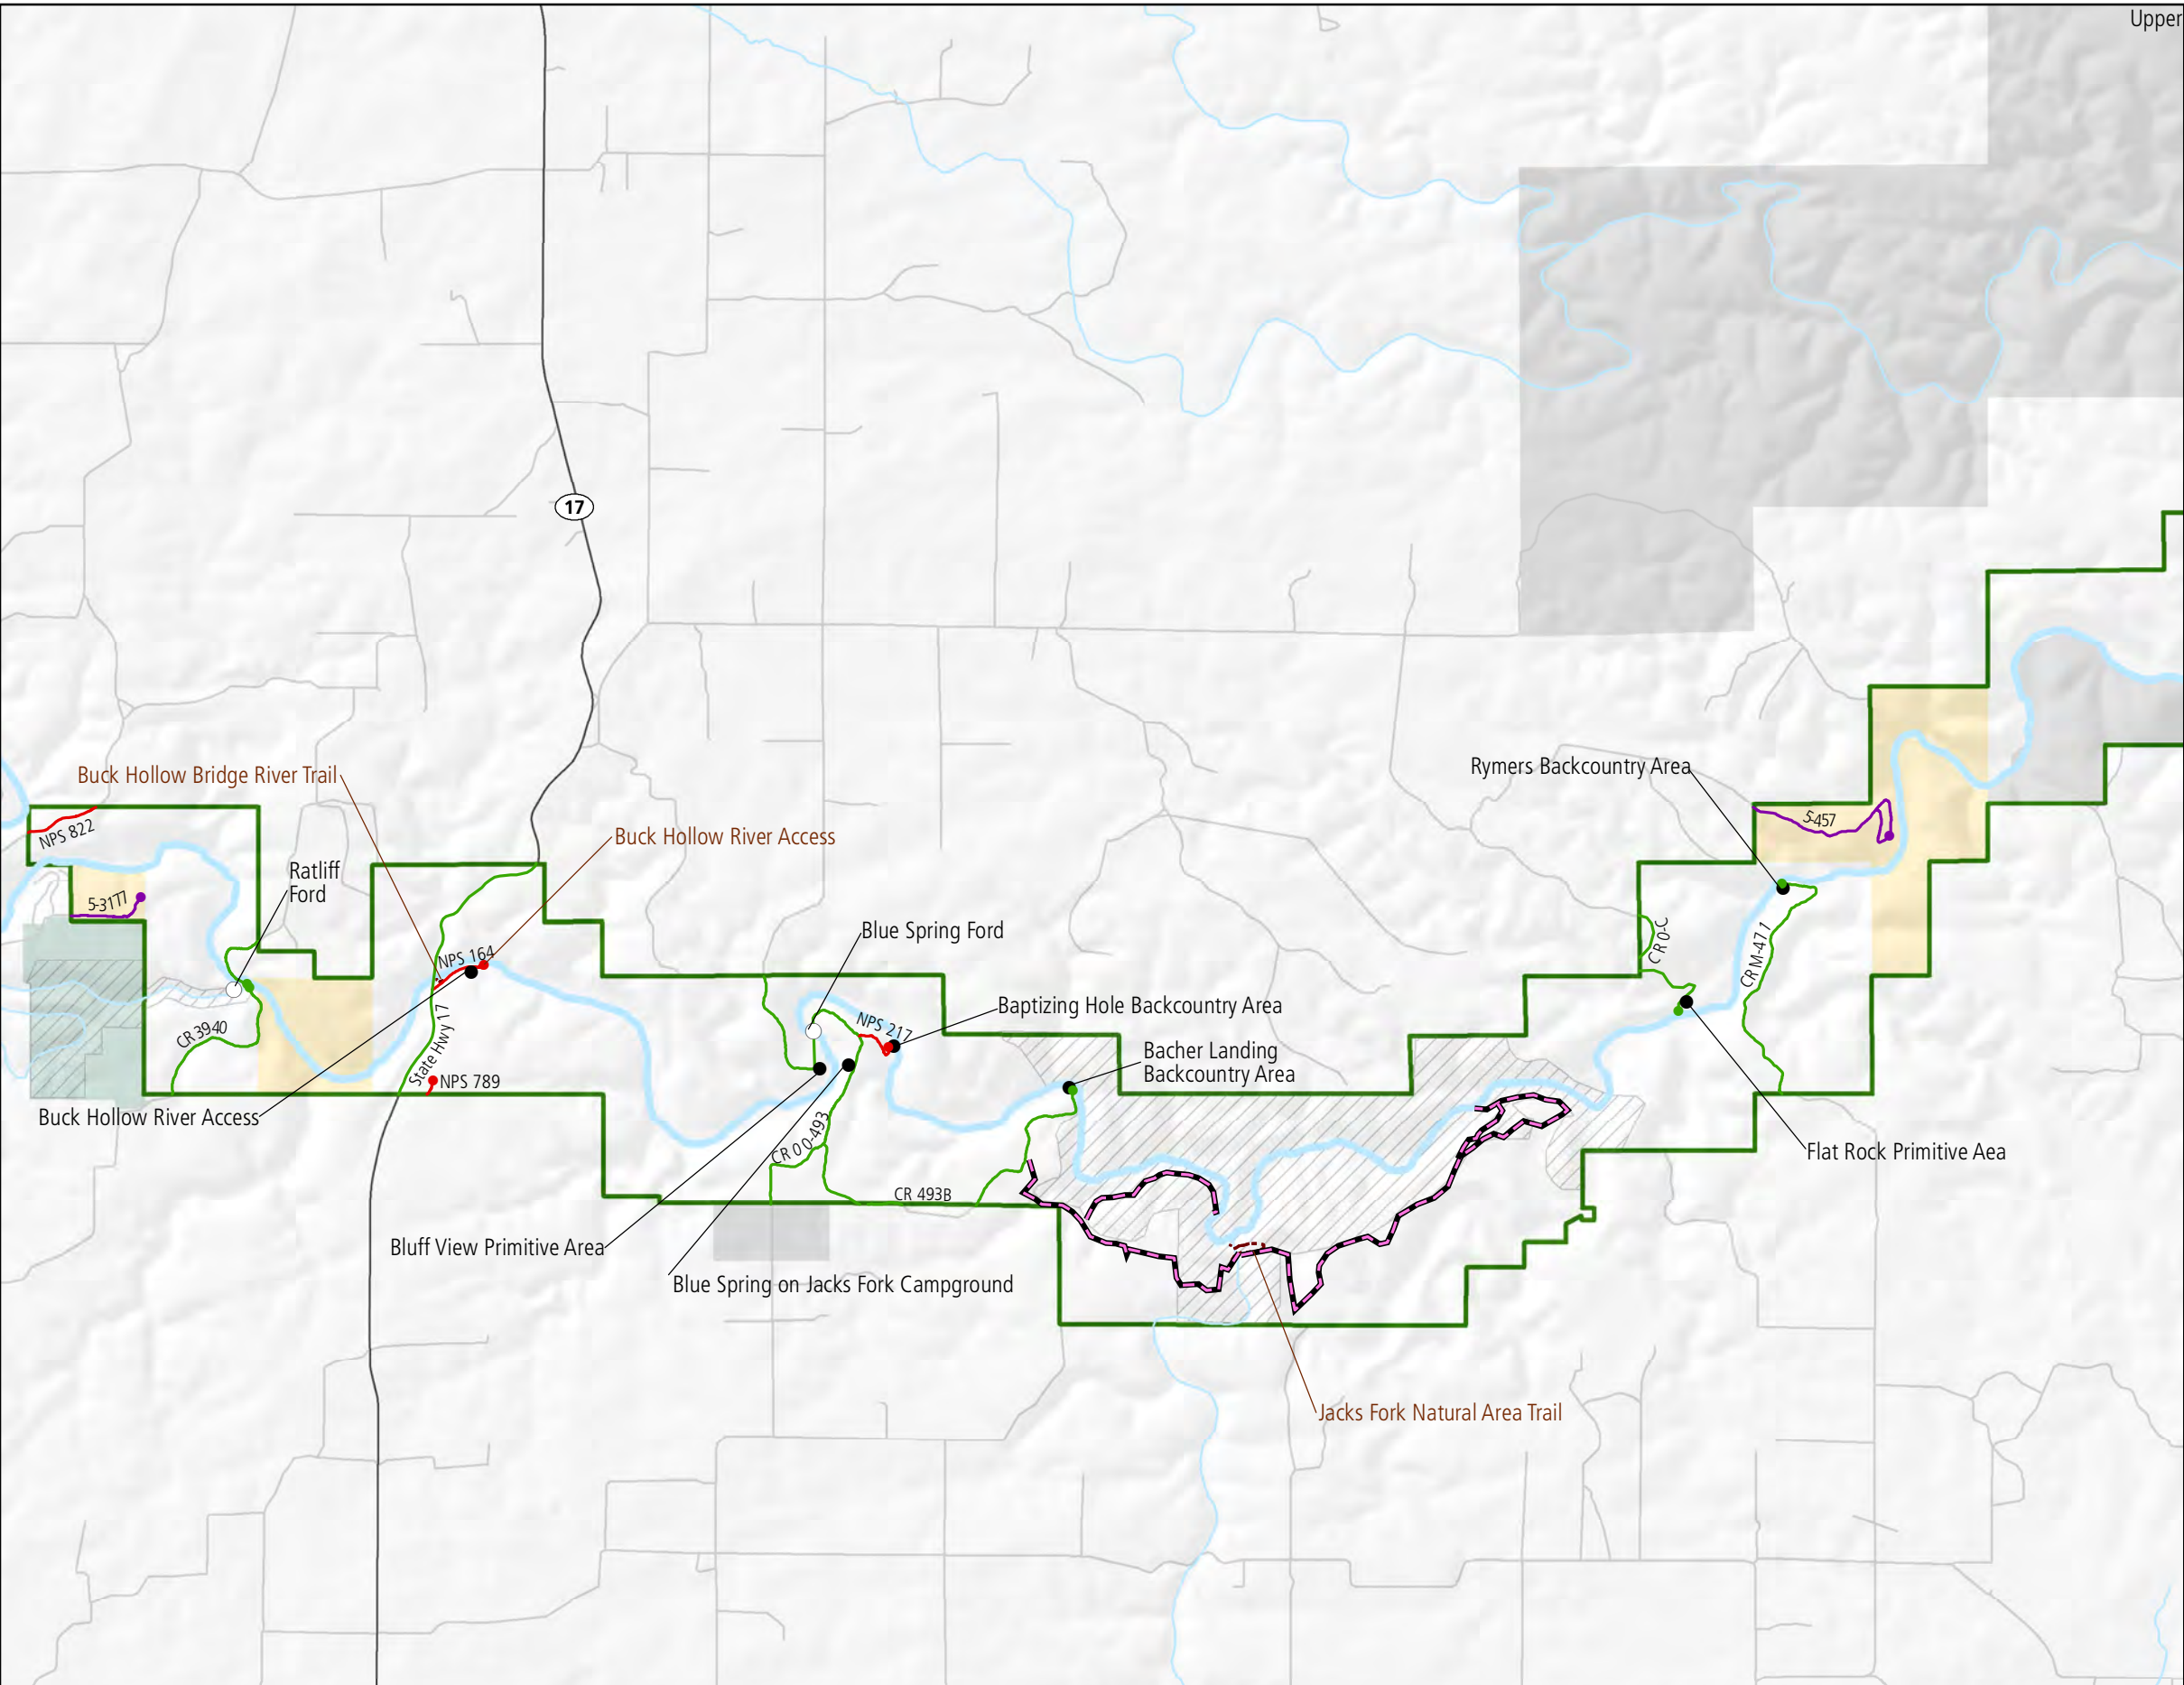 Upper
17
Rymers Backcountry Area
Buck Hollow Bridge River Trail
5-457
NPS 822
Buck Hollow River Access
Ratliff
Ford
5-3177
Blue Spring Ford
CR 0-C
CR M-471
NPS 164
Baptizing Hole Backcountry Area
NPS 217
CR 3940
State Hwy 17
Bacher Landing
Backcountry Area
NPS 789
Buck Hollow River Access
CR 00-493
Flat Rock Primitive Aea
CR 493B
Bluff View Primitive Area
Blue Spring on Jacks Fork Campground
Jacks Fork Natural Area Trail